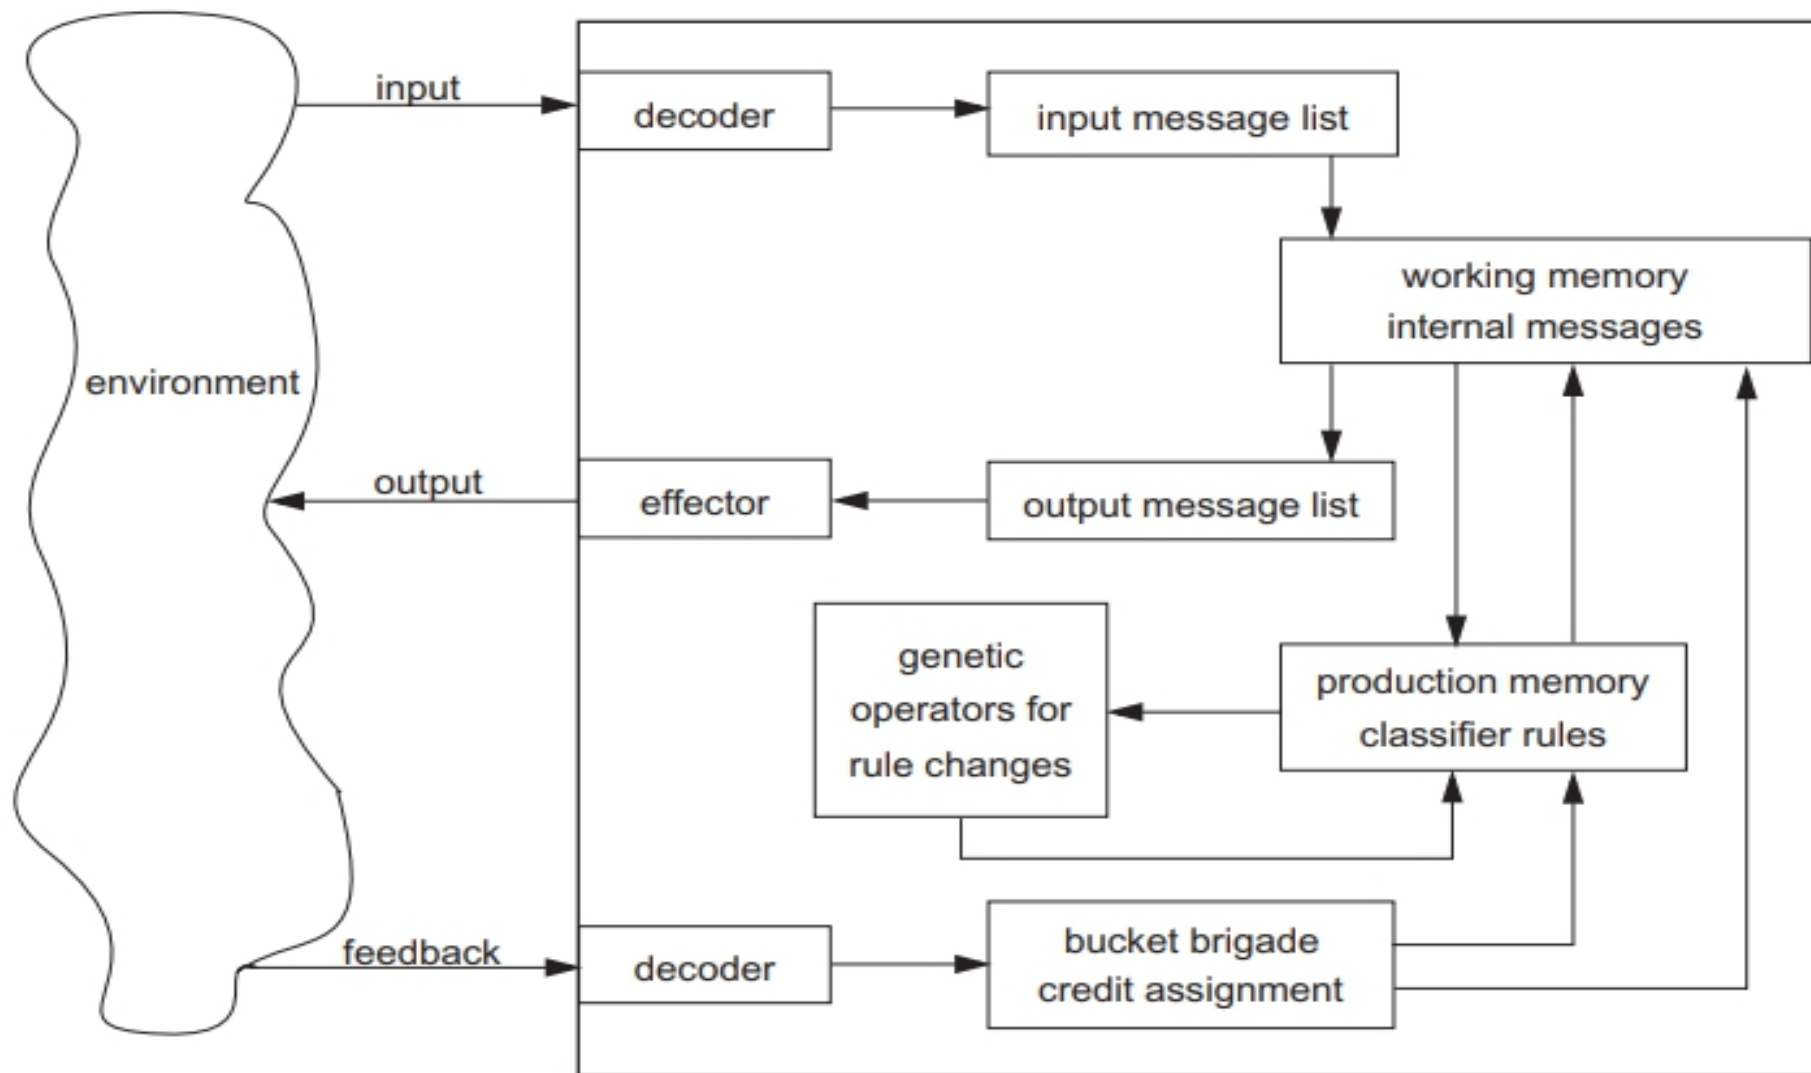 input
decoder
input message list
working memory
internal messages
environment
output
effector
output message list
genetic
operators for
rule changes
production memory
classifier rules
feedback
decoder
bucket brigade
credit assignment